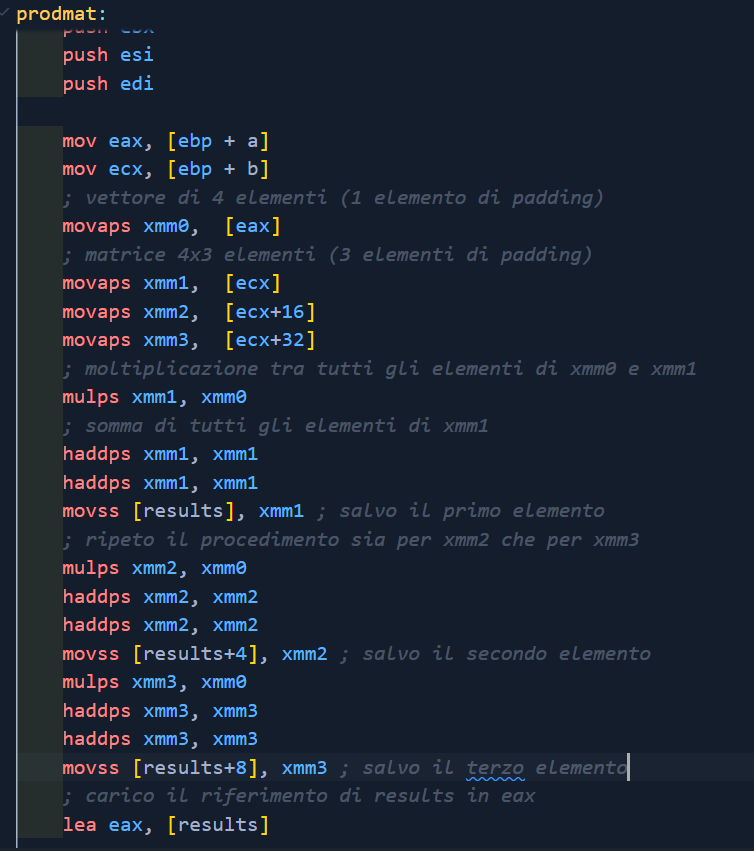 prodmat:
push ebx
push esi
push edi
mov eax, [ebp + a]
mov ecx, [ebp + b]
; vettore di 4 elementi (1 elemento di padding)
movaps xmm0,  [eax]
; matrice 4x3 elementi (3 elementi di padding)
movaps xmm1,  [ecx]
movaps xmm2,  [ecx+16]
movaps xmm3,  [ecx+32]
; moltiplicazione tra tutti gli elementi di xmm0 e xmm1
mulps xmm1, xmm0
; somma di tutti gli elementi di xmm1
haddps xmm1, xmm1
haddps xmm1, xmm1
movss [results], xmm1 ; salvo il primo elemento
; ripeto il procedimento sia per xmm2 che per xmm3
mulps xmm2, xmm0
haddps xmm2, xmm2
haddps xmm2, xmm2
movss [results+4], xmm2 ; salvo il secondo elemento
mulps xmm3, xmm0
haddps xmm3, xmm3
haddps xmm3, xmm3
movss [results+8], xmm3 ; salvo il terzo elemento
; carico il riferimento di results in eax
lea eax, [results]